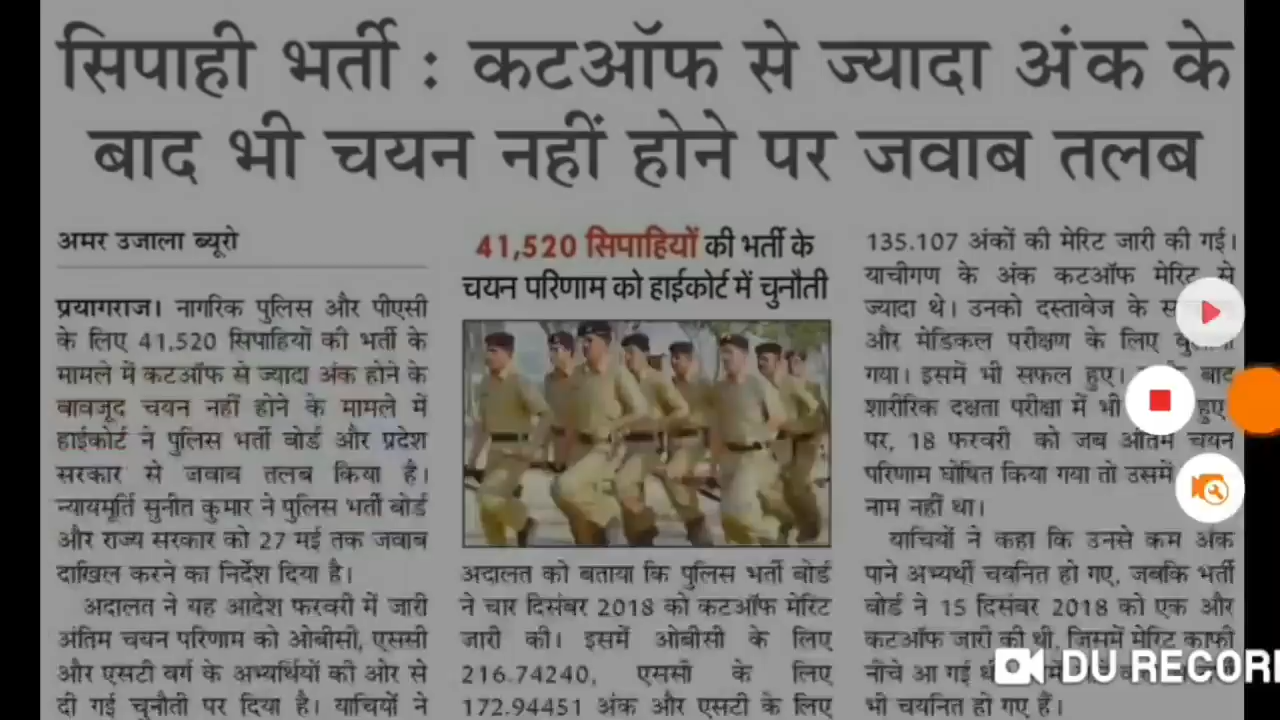 सिपाही भर्ती : कटऑफ से ज्यादा अंक के
बाद भी चयन नहीं होने पर जवाब तलब
अमर उजाला ब्यूरो
प्रयागराज। नागरिक पुलिस और पीएसी
के लिए 41,520 सिपाहियों की भर्ती के
मामले में कटऑफ से ज्यादा अंक होने के
बावजूद चयन नहीं होने के मामले में
हाईकोर्ट ने पुलिस भर्ती बोर्ड और प्रदेश
सरकार से जवाब तलब किया है।
न्यायमूर्ति सुनीत कुमार ने पुलिस भर्ती बोर्ड
और राज्य सरकार को 27 मई तक जवाब
दाखिल करने का निर्देश दिया है।
अदालत ने यह आदेश फरवरी में जारी
अंतिम चयन परिणाम को ओबीसी, एससी
और एसटी वर्ग के अभ्यर्थियों की ओर से
दी गई चुनौती पर दिया है। याचियों ने
41,520 सिपाहियों की भर्ती के
चयन परिणाम को हाईकोर्ट में चुनौती
अदालत को बताया कि पुलिस भर्ती बोर्ड
ने चार दिसंबर 2018 को कटऑफ मेरिट
जारी की। इसमें ओबीसी के लिए
216.74240, एससी के लिए
172.94451 अंक और एसटी के लिए
135.107 अंकों की मेरिट जारी की गई।
याचीगण के अंक कटऑफ मेरिट से
ज्यादा थे। उनको दस्तावेज के
और मेडिकल परीक्षण के लिए
गया। इसमें भी सफल हुए। बाद
शारीरिक दक्षता परीक्षा में भी हुए
पर, 18 फरवरी को जब अंतिम चयन
परिणाम घोषित किया गया तो उसमें
नाम नहीं था।
याचियों ने कहा कि उनसे कम अंक
पाने अभ्यर्थी चयनित हो गए, जबकि भर्ती
बोर्ड ने 15 दिसंबर 2018 को एक और
कटऑफ जारी की थी, जिसमें मेरिट काफी
नीचे आ गई
भी चयनित हो गए हैं।
DU RECOR